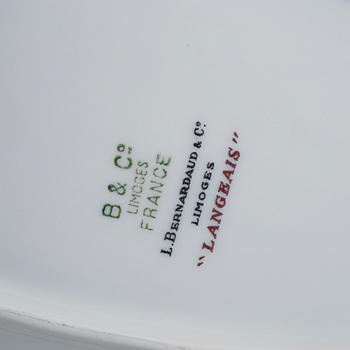 B & Cº
LIMOGES
FRANCE
L. BERNARDAUD & Cº
LIMOGES
"LANGEAIS"